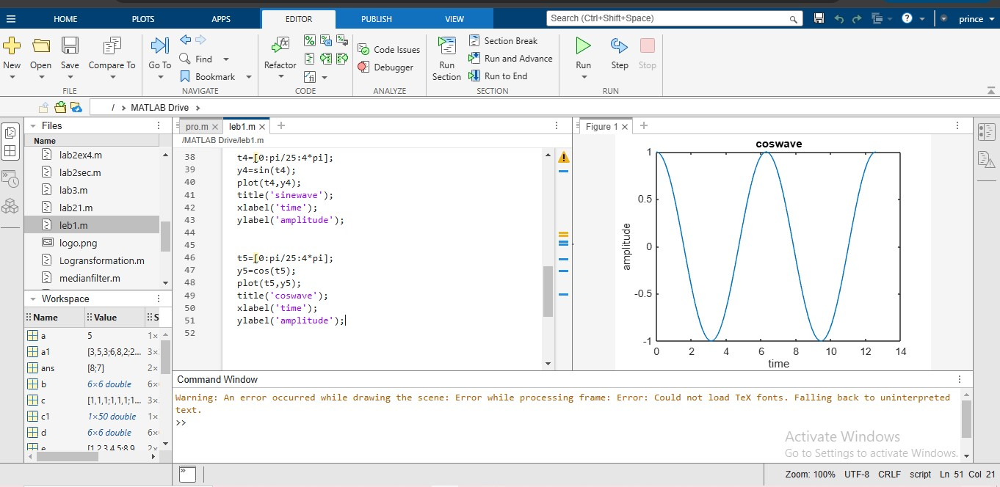 HOME PLOTS APPS EDITOR PUBLISH VIEW Search (Ctrl+Shift+Space) prince
New Open Save Compare To Go To Find Bookmark Refactor Code Issues Debugger Run Section Section Break Run and Advance Run to End Run Step Stop
FILE NAVIGATE CODE ANALYZE SECTION RUN
/ MATLAB Drive
Files
Name
lab2ex4.m
lab2sec.m
lab3.m
lab21.m
leb1.m
logo.png
Logransformation.m
medianfilter.m
Workspace
Name Value S
a 5 1×
a1 [3,5,3;6,8,2;2... 3×
ans [8;7] 2×
b 6×6 double 6×
c [1,1,1;1,1,1;1... 3×
c1 1×50 double 1×
d 6×6 double 6×
e [1,2,3,4,5;8,9... 2×
pro.m leb1.m
/MATLAB Drive/leb1.m
38 t4=[0:pi/25:4*pi];
39 y4=sin(t4);
40 plot(t4,y4);
41 title('sinewave');
42 xlabel('time');
43 ylabel('amplitude');
44
45
46 t5=[0:pi/25:4*pi];
47 y5=cos(t5);
48 plot(t5,y5);
49 title('coswave');
50 xlabel('time');
51 ylabel('amplitude');
52
Figure 1
coswave
1
0.5
0
-0.5
-1
amplitude
0 2 4 6 8 10 12 14
time
Command Window
Warning: An error occurred while drawing the scene: Error while processing frame: Error: Could not load TeX fonts. Falling back to uninterpreted
text.
>>
Activate Windows
Go to Settings to activate Windows.
Zoom: 100% UTF-8 CRLF script Ln 51 Col 21